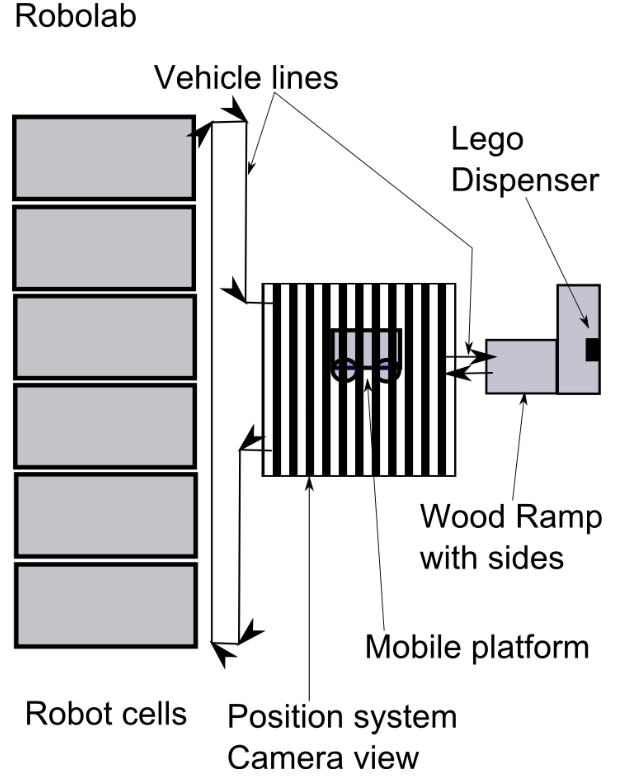 Robolab
Vehicle lines
Lego
Dispenser
Wood Ramp
with sides
Mobile platform
Robot cells
Position system
Camera view